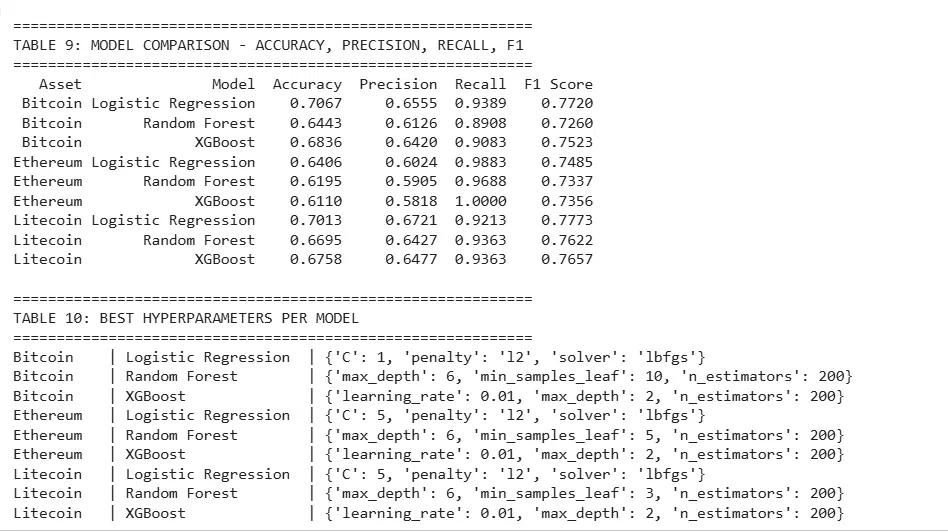 ============================================================
TABLE 9: MODEL COMPARISON - ACCURACY, PRECISION, RECALL, F1
============================================================
   Asset               Model  Accuracy  Precision  Recall  F1 Score
 Bitcoin Logistic Regression    0.7067     0.6555  0.9389    0.7720
 Bitcoin       Random Forest    0.6443     0.6126  0.8908    0.7260
 Bitcoin             XGBoost    0.6836     0.6420  0.9083    0.7523
Ethereum Logistic Regression    0.6406     0.6024  0.9883    0.7485
Ethereum       Random Forest    0.6195     0.5905  0.9688    0.7337
Ethereum             XGBoost    0.6110     0.5818  1.0000    0.7356
Litecoin Logistic Regression    0.7013     0.6721  0.9213    0.7773
Litecoin       Random Forest    0.6695     0.6427  0.9363    0.7622
Litecoin             XGBoost    0.6758     0.6477  0.9363    0.7657
============================================================
TABLE 10: BEST HYPERPARAMETERS PER MODEL
============================================================
Bitcoin    | Logistic Regression  | {'C': 1, 'penalty': 'l2', 'solver': 'lbfgs'}
Bitcoin    | Random Forest        | {'max_depth': 6, 'min_samples_leaf': 10, 'n_estimators': 200}
Bitcoin    | XGBoost              | {'learning_rate': 0.01, 'max_depth': 2, 'n_estimators': 200}
Ethereum   | Logistic Regression  | {'C': 5, 'penalty': 'l2', 'solver': 'lbfgs'}
Ethereum   | Random Forest        | {'max_depth': 6, 'min_samples_leaf': 5, 'n_estimators': 200}
Ethereum   | XGBoost              | {'learning_rate': 0.01, 'max_depth': 2, 'n_estimators': 200}
Litecoin   | Logistic Regression  | {'C': 5, 'penalty': 'l2', 'solver': 'lbfgs'}
Litecoin   | Random Forest        | {'max_depth': 6, 'min_samples_leaf': 3, 'n_estimators': 200}
Litecoin   | XGBoost              | {'learning_rate': 0.01, 'max_depth': 2, 'n_estimators': 200}